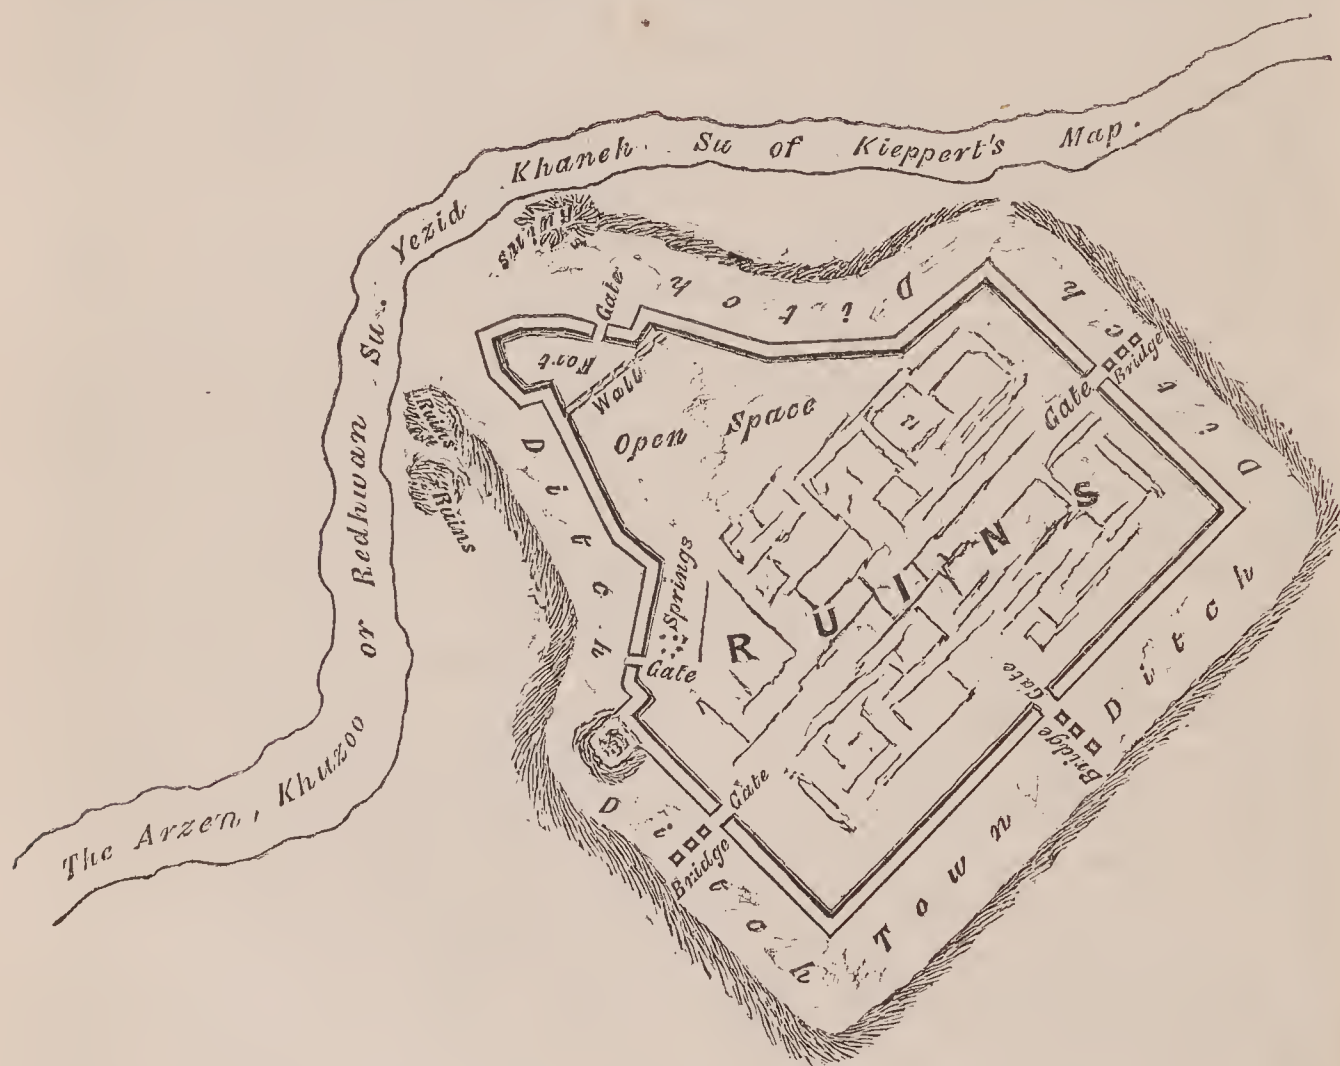 The Arzen, Khuzoo or Redhwan Su.
Yezid Khaneh Su of Kieppert's Map.
Ruins
Gate
Ditch
Fort
Wall
Open Space
Ditch
Bridge
Gate
Ruins
Ruins
Ditch
Springs
Gate
RUINS
Gate
Bridge
Ditch
Gate
Bridge
Ditch
Town